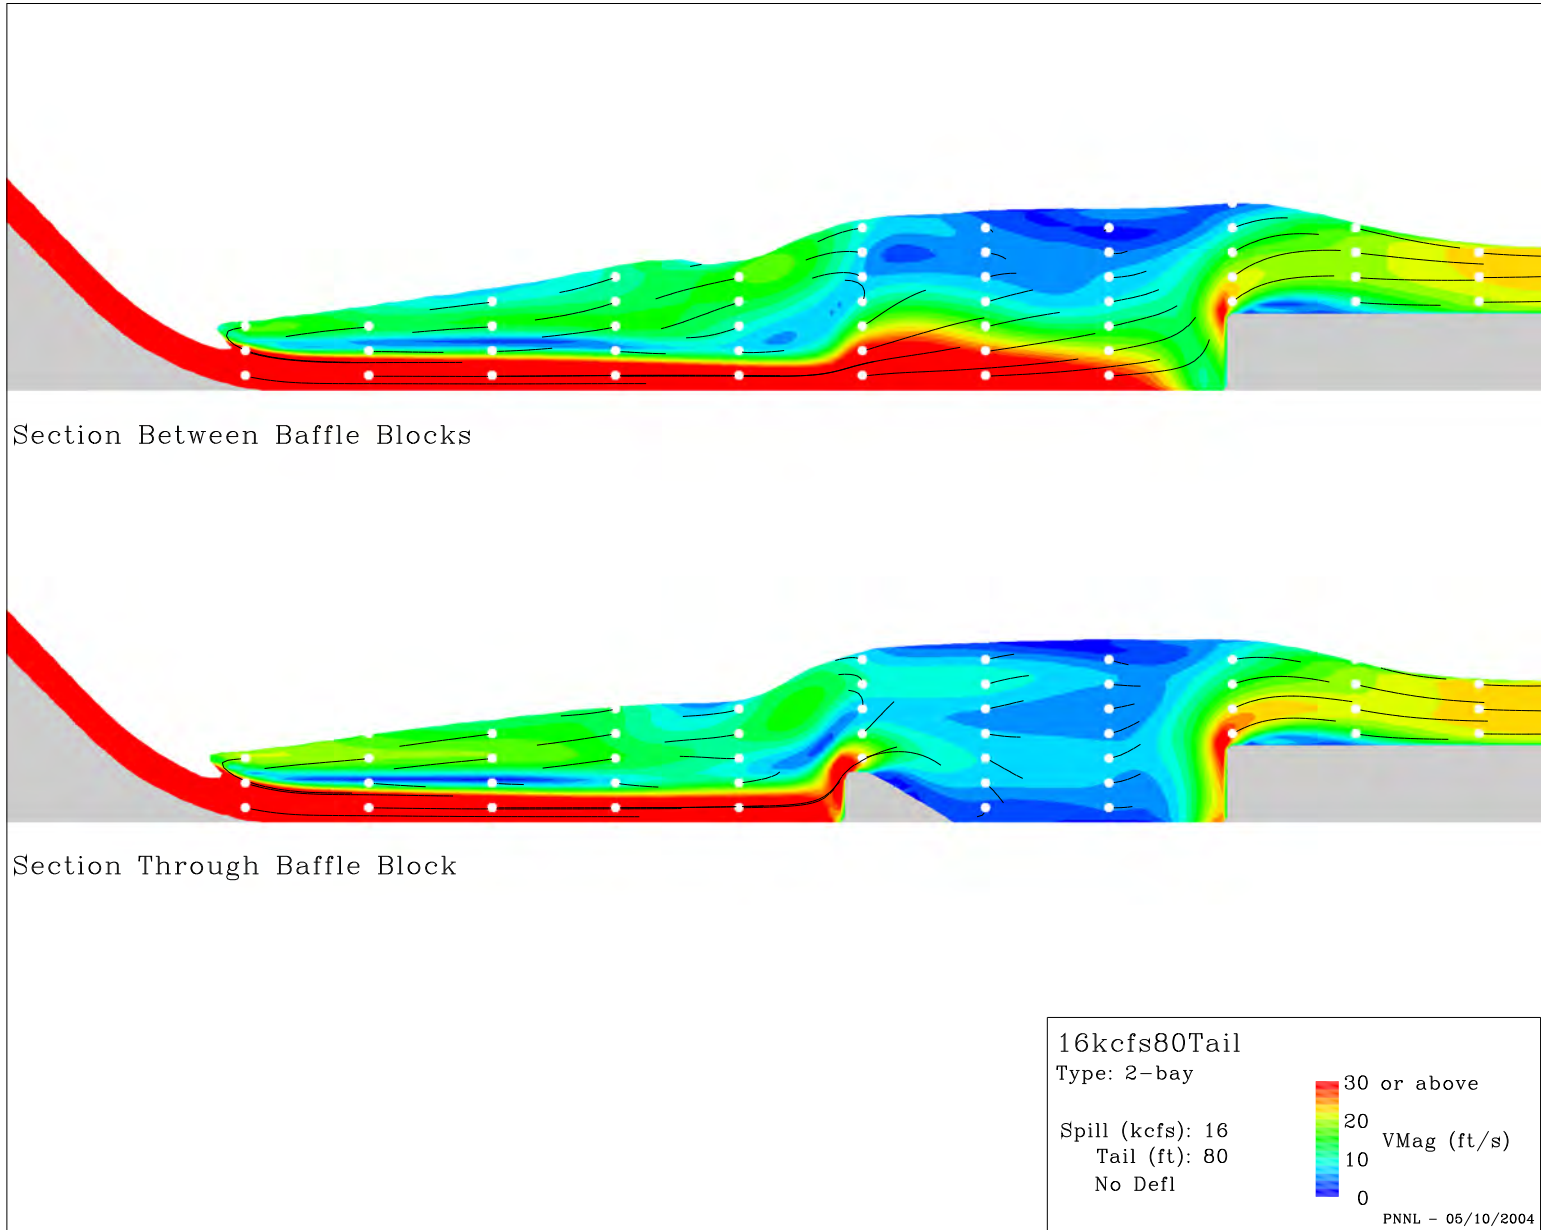 Section Between Baffle Blocks
Section Through Baffle Block
16kcfs80Tail
Type: 2-bay
Spill (kcfs): 16
Tail (ft): 80
No Defl
30 or above
20
VMag (ft/s)
10
0
PNNL - 05/10/2004